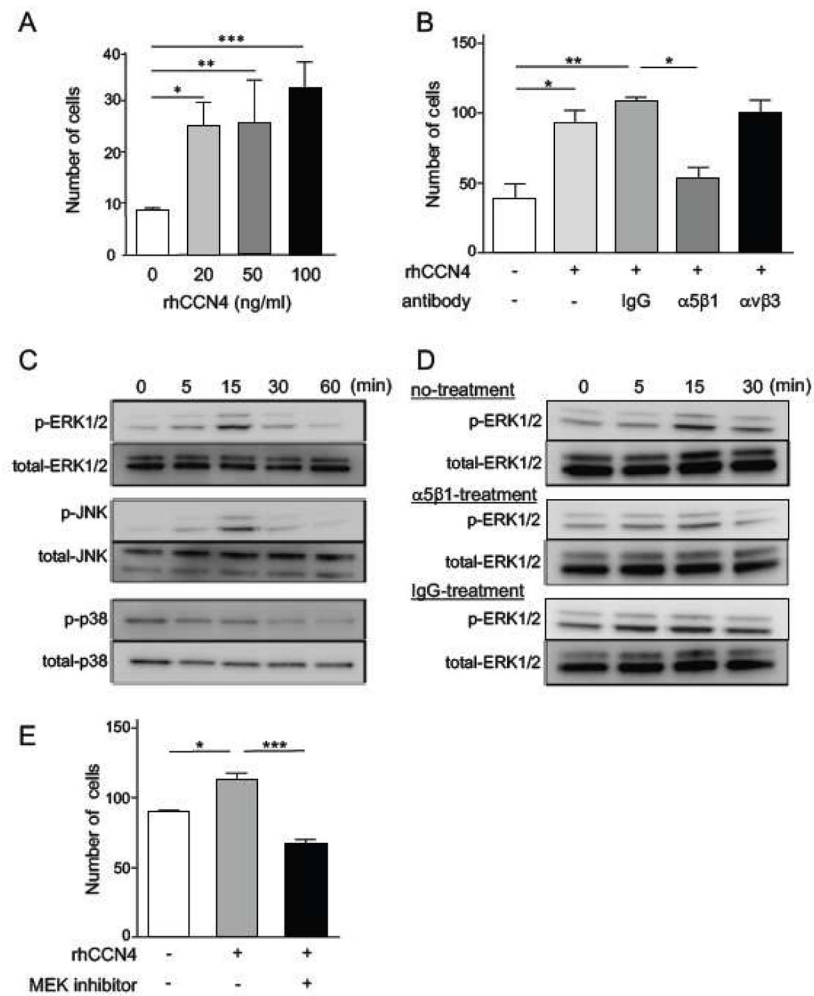 A
Number of cells
40
30
20
10
0
*
**
***
0 20 50 100
rhCCN4 (ng/ml)
B
Number of cells
150
100
50
0
*
**
*
rhCCN4 - + + + +
antibody - - IgG α5β1 αvβ3
C
0 5 15 30 60 (min)
p-ERK1/2
total-ERK1/2
p-JNK
total-JNK
p-p38
total-p38
D
no-treatment 0 5 15 30 (min)
p-ERK1/2
total-ERK1/2
α5β1-treatment
p-ERK1/2
total-ERK1/2
IgG-treatment
p-ERK1/2
total-ERK1/2
E
Number of cells
150
100
50
0
*
***
rhCCN4 - + +
MEK inhibitor - - +